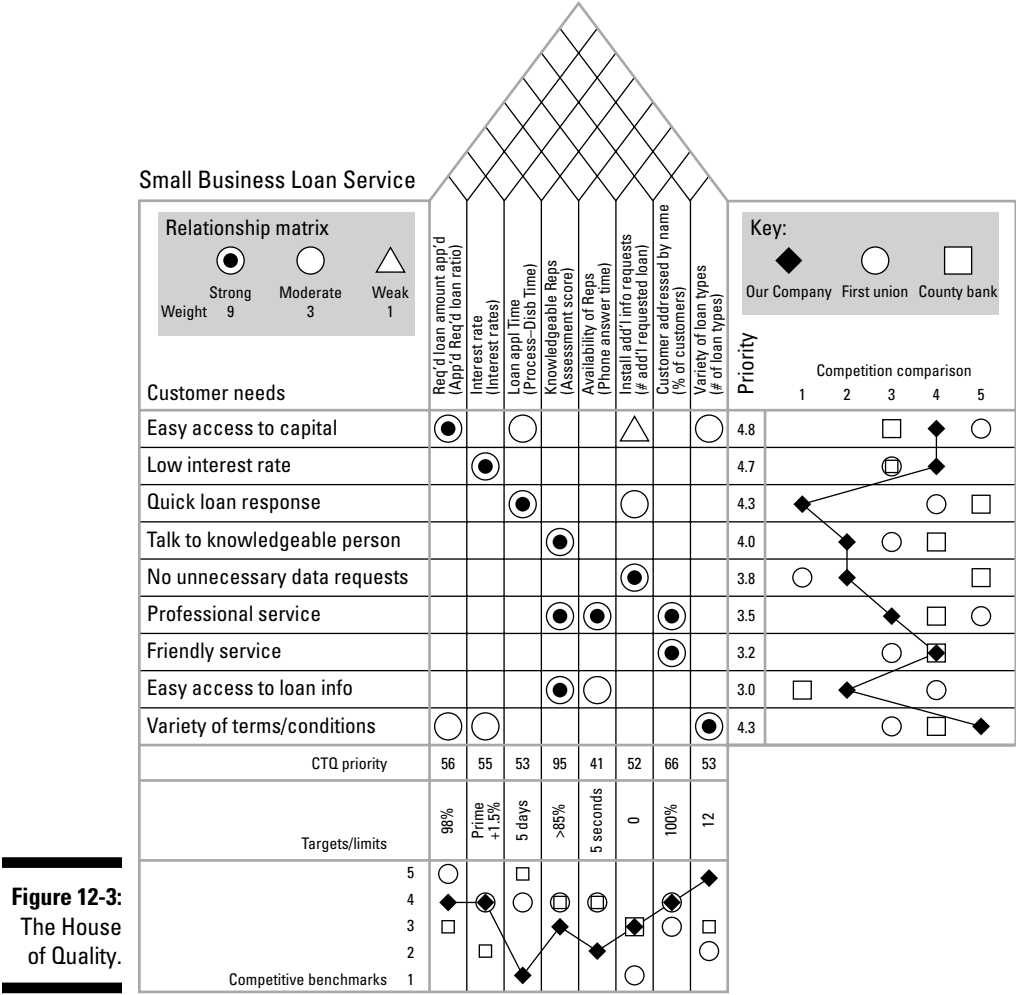 Small Business Loan Service
Relationship matrix
Strong Moderate Weak
Weight 9 3 1
Customer needs
Req’d loan amount app’d
(App’d Req’d loan ratio)
Interest rate
(Interest rates)
Loan appl Time
(Process–Disb Time)
Knowledgeable Reps
(Assessment score)
Availability of Reps
(Phone answer time)
Install add’l info requests
(# add’l requested loan)
Customer addressed by name
(% of customers)
Variety of loan types
(# of loan types)
Priority
Key:
Our Company First union County bank
Competition comparison
1 2 3 4 5
Easy access to capital 4.8
Low interest rate 4.7
Quick loan response 4.3
Talk to knowledgeable person 4.0
No unnecessary data requests 3.8
Professional service 3.5
Friendly service 3.2
Easy access to loan info 3.0
Variety of terms/conditions 4.3
CTQ priority 56 55 53 95 41 52 66 53
Targets/limits
98%
Prime
+1.5%
5 days
>85%
5 seconds
0
100%
12
5
4
3
2
Competitive benchmarks 1
Figure 12-3:
The House
of Quality.